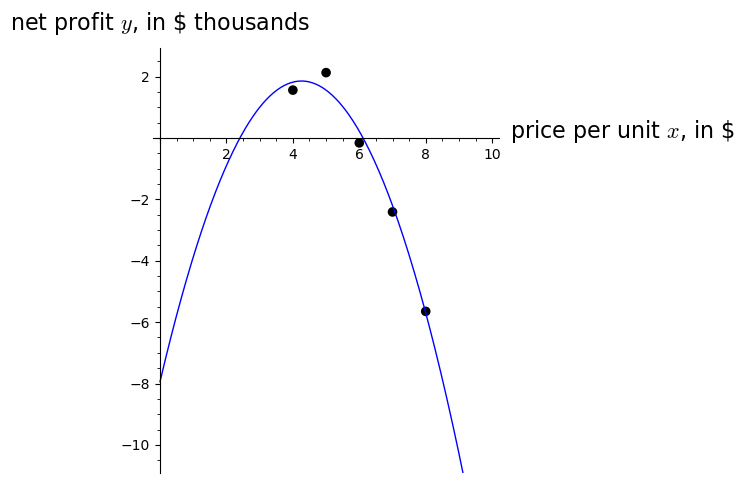 net profit y, in $ thousands
2
price per unit x, in $
2 4 6 8 10
−2
−4
−6
−8
−10